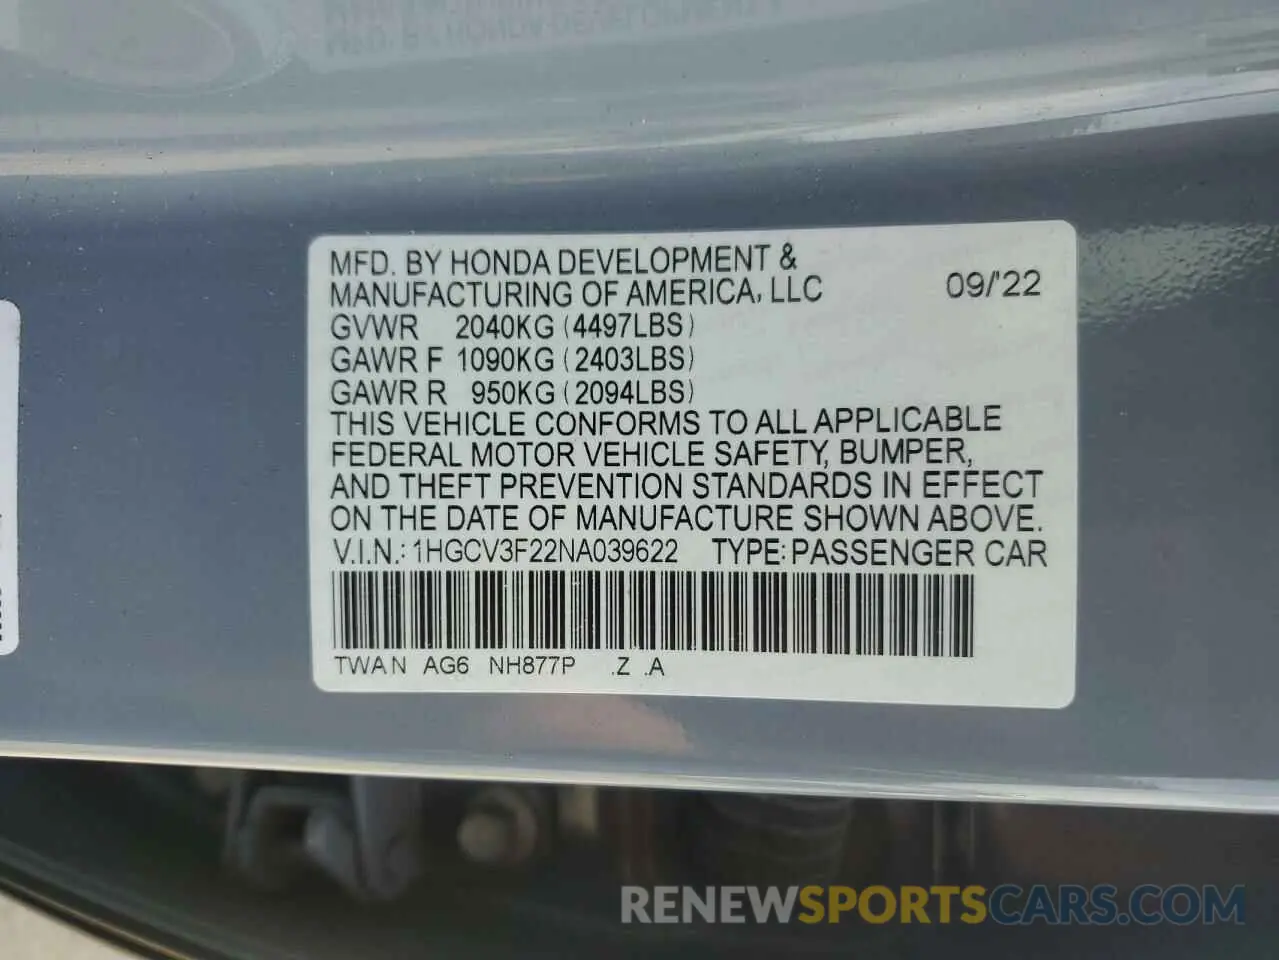 MFD. BY HONDA DEVELOPMENT &
MANUFACTURING OF AMERICA, LLC 09/'22
GVWR 2040KG (4497LBS)
GAWR F 1090KG (2403LBS)
GAWR R 950KG (2094LBS)
THIS VEHICLE CONFORMS TO ALL APPLICABLE
FEDERAL MOTOR VEHICLE SAFETY, BUMPER,
AND THEFT PREVENTION STANDARDS IN EFFECT
ON THE DATE OF MANUFACTURE SHOWN ABOVE.
V.I.N.: 1HGCV3F22NA039622 TYPE: PASSENGER CAR
TWAN AG6 NH877P .Z .A
RENEWSPORTSCARS.COM